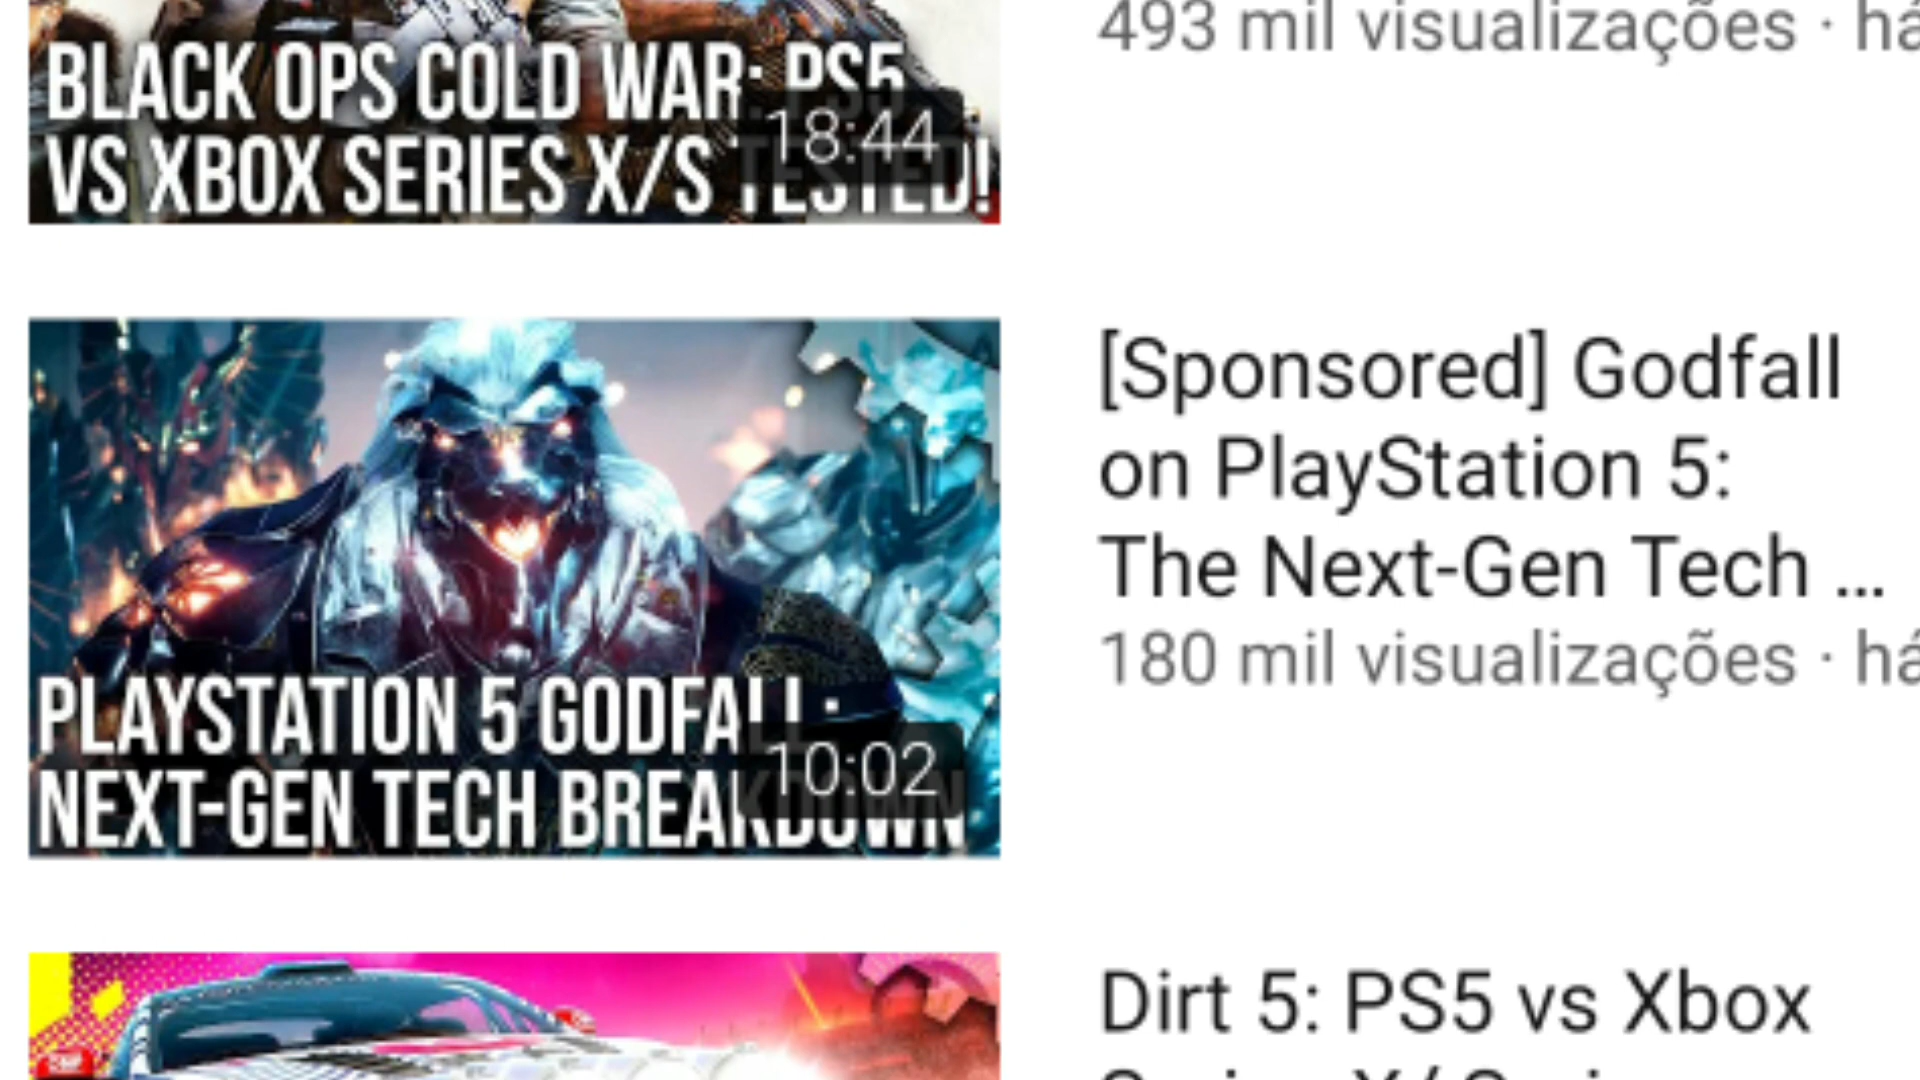 493 mil visualizações · há
BLACK OPS COLD WAR: PS5
VS XBOX SERIES X/S TESTED!
18:44
[Sponsored] Godfall
on PlayStation 5:
The Next-Gen Tech ...
180 mil visualizações · há
PLAYSTATION 5 GODFALL:
NEXT-GEN TECH BREAKDOWN
10:02
Dirt 5: PS5 vs Xbox